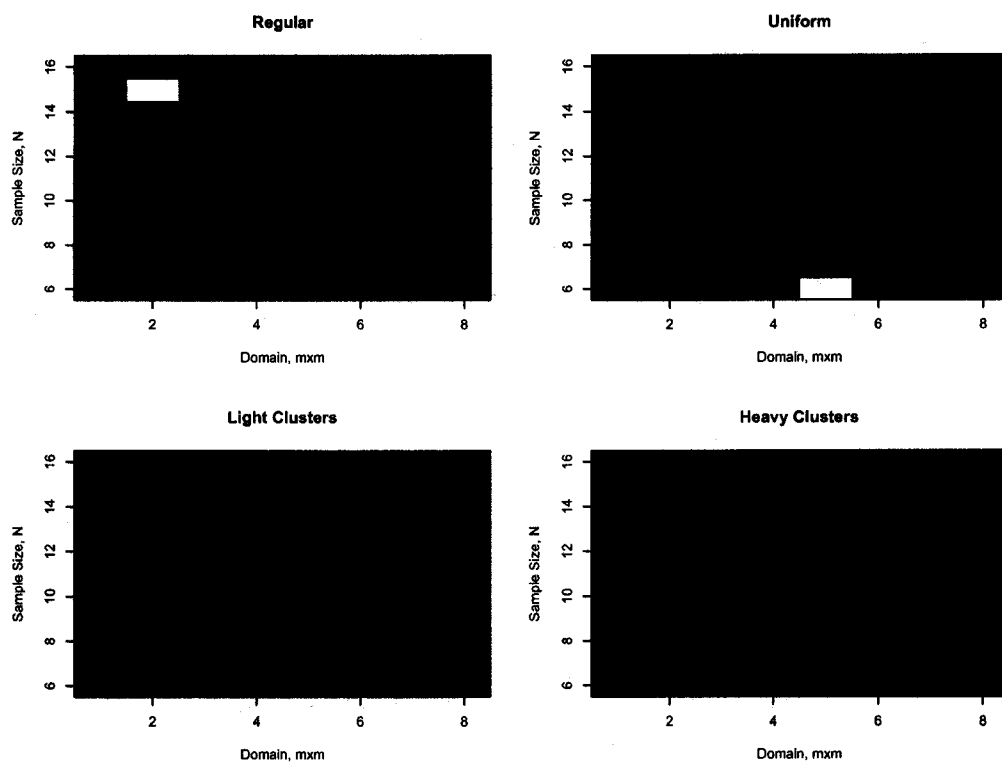 Regular
Sample Size, N
16
14
12
10
8
6
2 4 6 8
Domain, mxm
Uniform
Sample Size, N
16
14
12
10
8
6
2 4 6 8
Domain, mxm
Light Clusters
Sample Size, N
16
14
12
10
8
6
2 4 6 8
Domain, mxm
Heavy Clusters
Sample Size, N
16
14
12
10
8
6
2 4 6 8
Domain, mxm